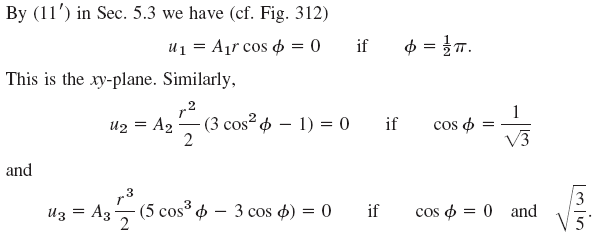 By (11′) in Sec. 5.3 we have (cf. Fig. 312)
u₁ = A₁r cos ϕ = 0 if ϕ = ½π.
This is the xy-plane. Similarly,
u₂ = A₂ r²/2 (3 cos² ϕ − 1) = 0 if cos ϕ = 1/√3
and
u₃ = A₃ r³/2 (5 cos³ ϕ − 3 cos ϕ) = 0 if cos ϕ = 0 and √(3/5).